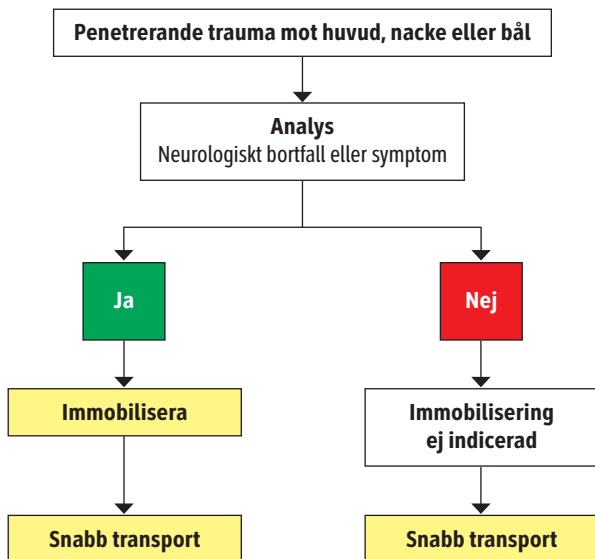 Penetrerande trauma mot huvud, nacke eller bål
Analys
Neurologiskt bortfall eller symptom
Ja
Nej
Immobilisera
Immobilisering
ej indicerad
Snabb transport
Snabb transport